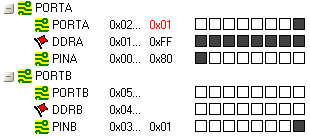 PORTA
PORTA 0x02... 0x01
DDRA 0x01... 0xFF
PINA 0x00... 0x80
PORTB
PORTB 0x05...
DDRB 0x04...
PINB 0x03... 0x01